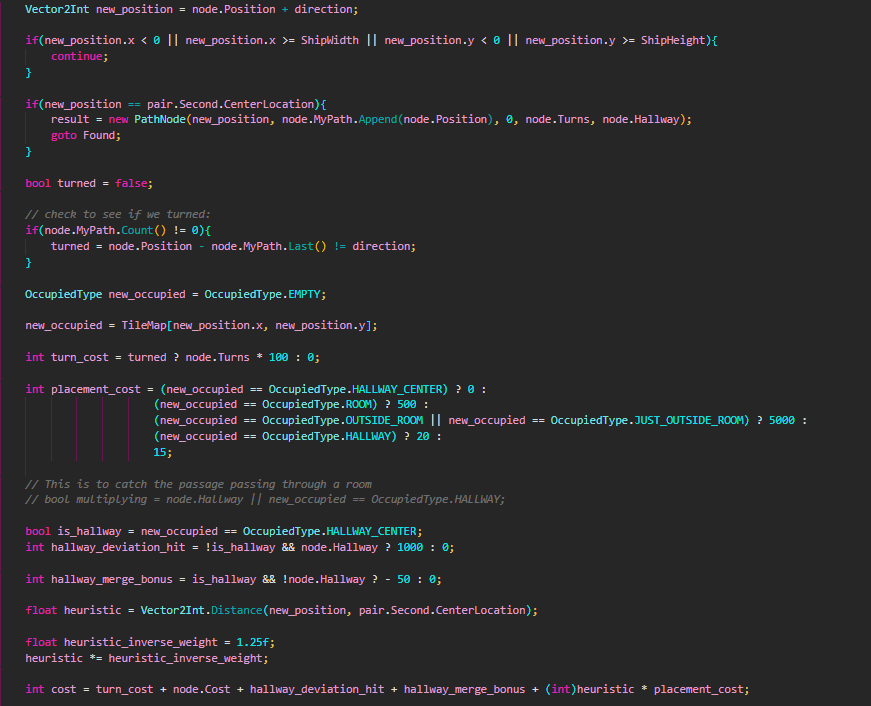 Vector2Int new_position = node.Position + direction;
if(new_position.x < 0 || new_position.x >= ShipWidth || new_position.y < 0 || new_position.y >= ShipHeight){
continue;
}
if(new_position == pair.Second.CenterLocation){
result = new PathNode(new_position, node.MyPath.Append(node.Position), 0, node.Turns, node.Hallway);
goto Found;
}
bool turned = false;
// check to see if we turned:
if(node.MyPath.Count() != 0){
turned = node.Position - node.MyPath.Last() != direction;
}
OccupiedType new_occupied = OccupiedType.EMPTY;
new_occupied = TileMap[new_position.x, new_position.y];
int turn_cost = turned ? node.Turns * 100 : 0;
int placement_cost = (new_occupied == OccupiedType.HALLWAY_CENTER) ? 0 :
(new_occupied == OccupiedType.ROOM) ? 500 :
(new_occupied == OccupiedType.OUTSIDE_ROOM || new_occupied == OccupiedType.JUST_OUTSIDE_ROOM) ? 5000 :
(new_occupied == OccupiedType.HALLWAY) ? 20 :
15;
// This is to catch the passage passing through a room
// bool multiplying = node.Hallway || new_occupied == OccupiedType.HALLWAY;
bool is_hallway = new_occupied == OccupiedType.HALLWAY_CENTER;
int hallway_deviation_hit = !is_hallway && node.Hallway ? 1000 : 0;
int hallway_merge_bonus = is_hallway && !node.Hallway ? - 50 : 0;
float heuristic = Vector2Int.Distance(new_position, pair.Second.CenterLocation);
float heuristic_inverse_weight = 1.25f;
heuristic *= heuristic_inverse_weight;
int cost = turn_cost + node.Cost + hallway_deviation_hit + hallway_merge_bonus + (int)heuristic * placement_cost;